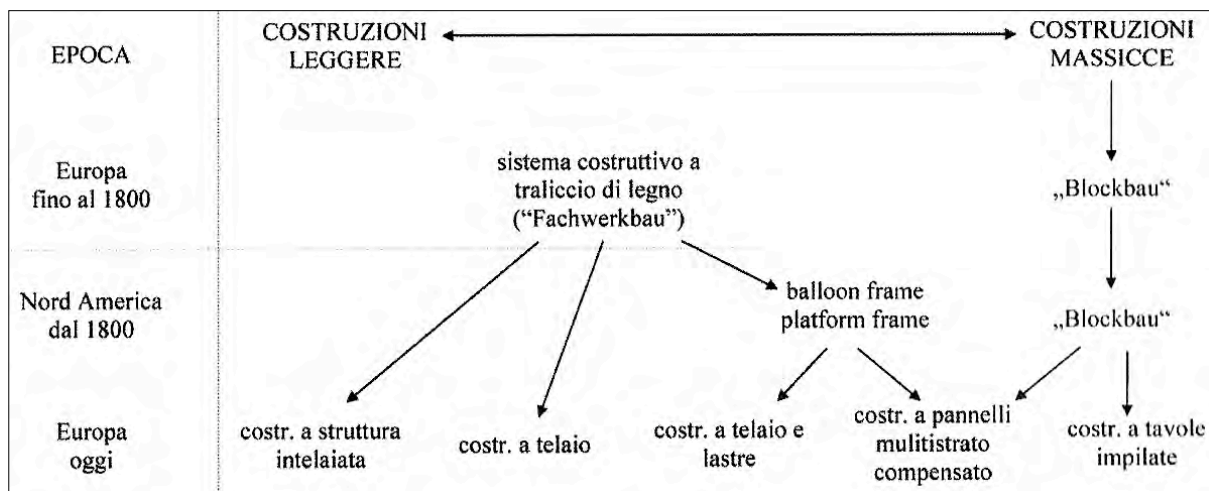 EPOCA
COSTRUZIONI
LEGGERE
COSTRUZIONI
MASSICCE
Europa
fino al 1800
sistema costruttivo a
traliccio di legno
(“Fachwerkbau”)
„Blockbau“
Nord America
dal 1800
balloon frame
platform frame
„Blockbau“
Europa
oggi
costr. a struttura
intelaiata
costr. a telaio
costr. a telaio e
lastre
costr. a pannelli
mulitistrato
compensato
costr. a tavole
impilate